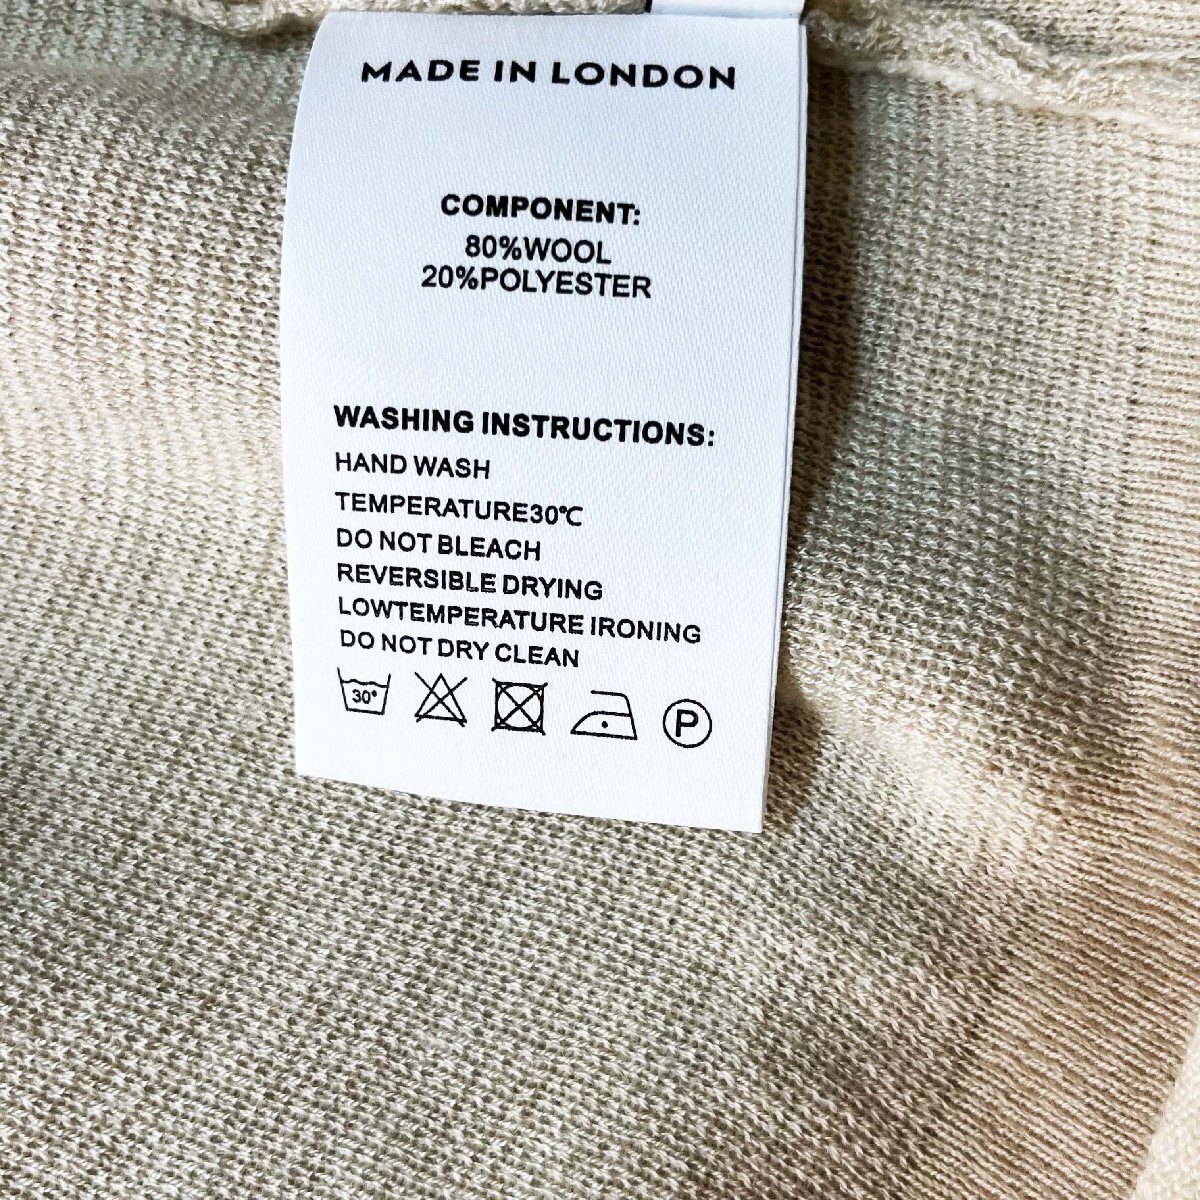 MADE IN LONDON
COMPONENT:
80%WOOL
20%POLYESTER
WASHING INSTRUCTIONS:
HAND WASH
TEMPERATURE30℃
DO NOT BLEACH
REVERSIBLE DRYING
LOWTEMPERATURE IRONING
DO NOT DRY CLEAN
30° P